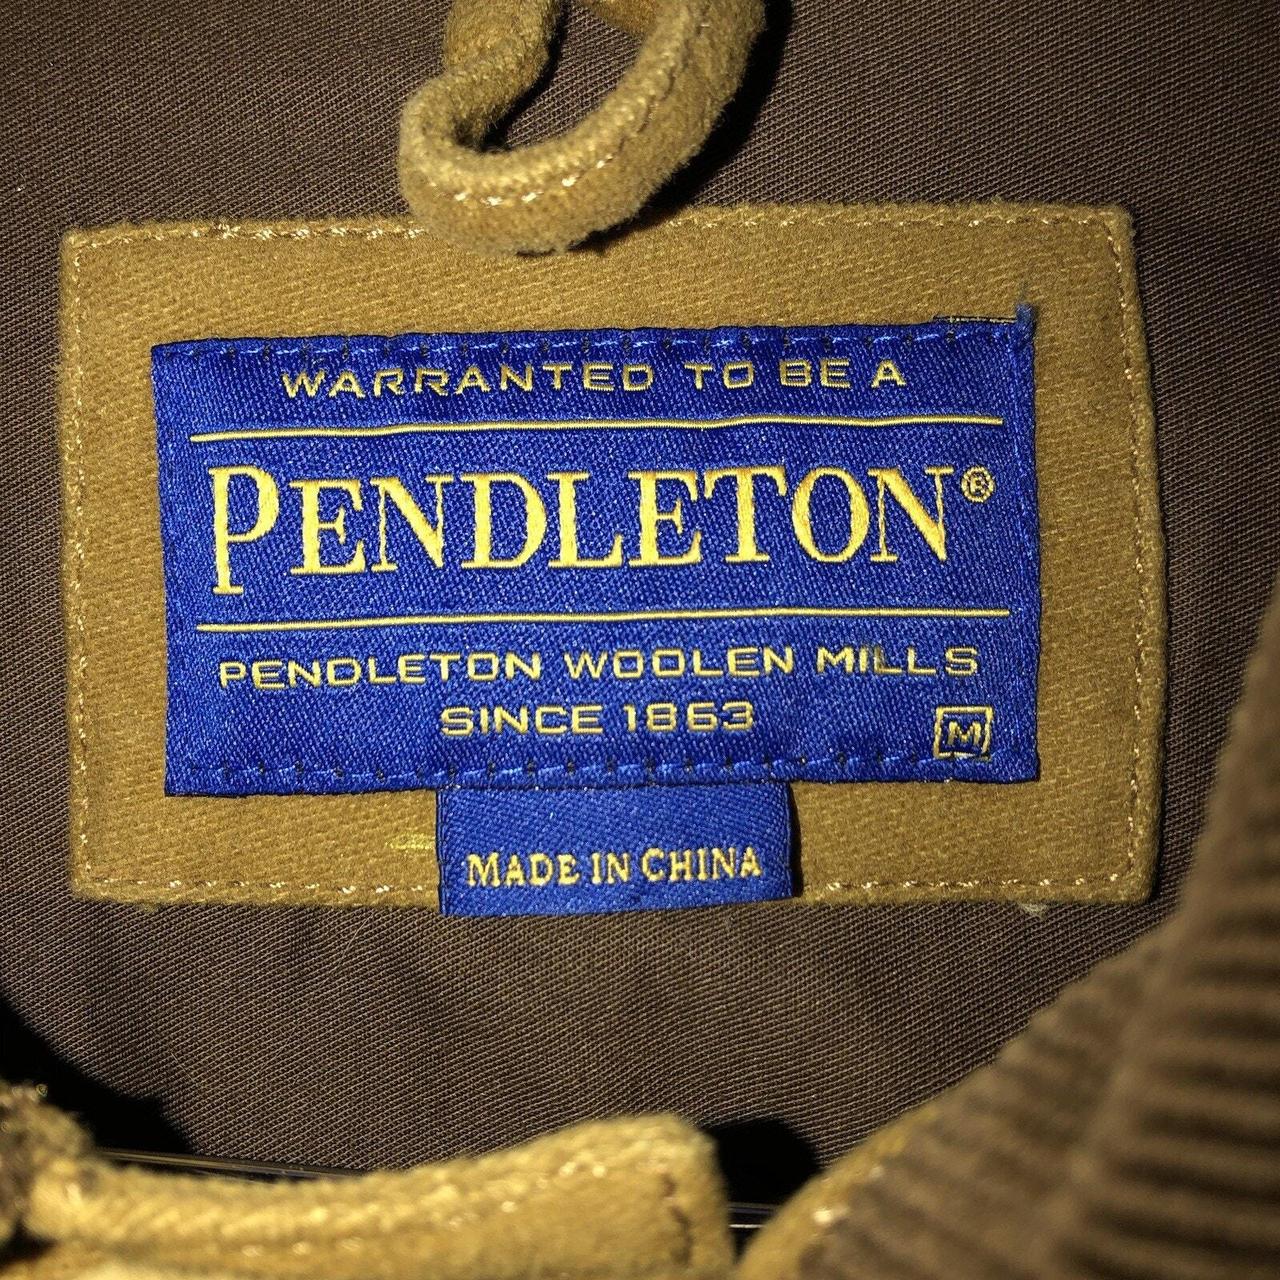 WARRANTED TO BE A
PENDLETON®
PENDLETON WOOLEN MILLS
SINCE 1863
M
MADE IN CHINA